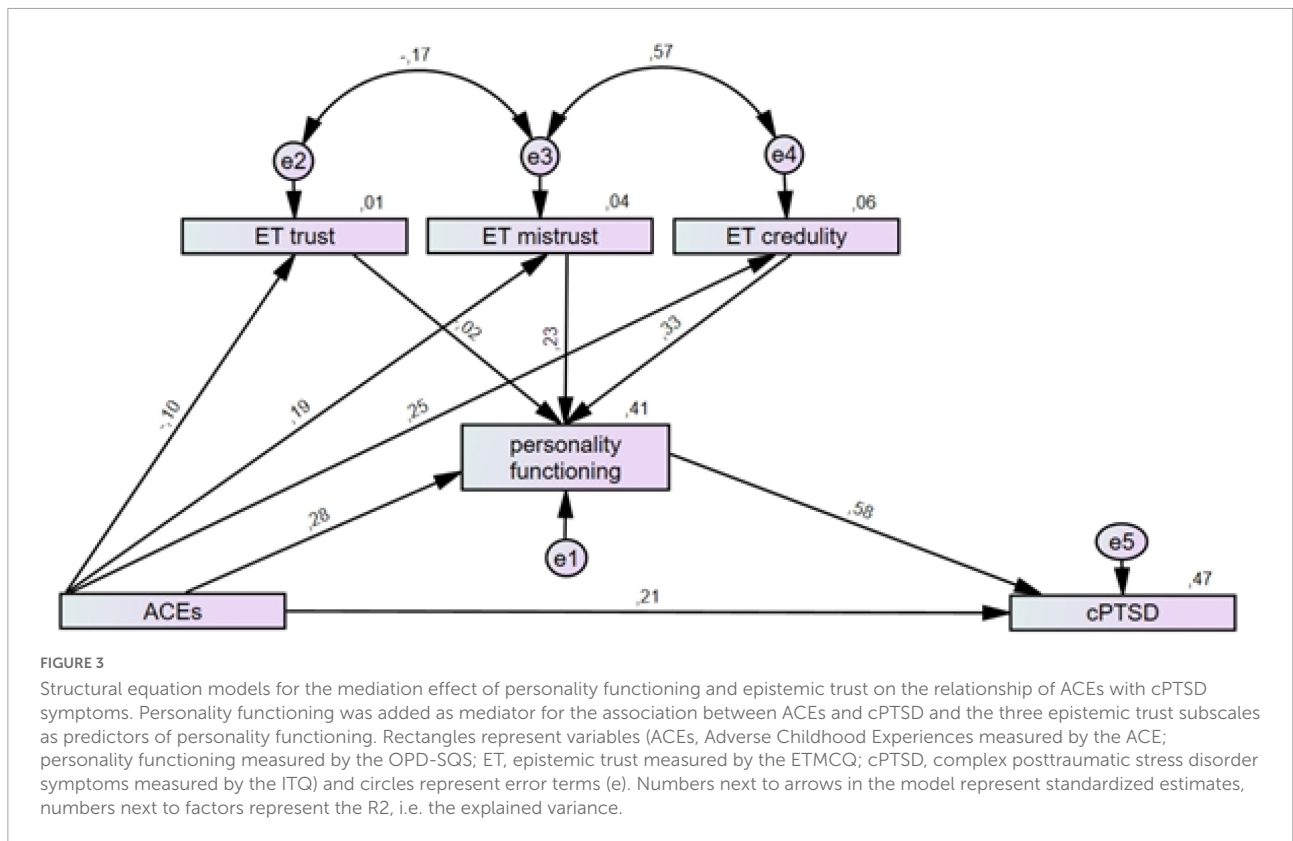 -,17
,57
e2
e3
e4
,01
,04
,06
ET trust
ET mistrust
ET credulity
-,02
,23
,33
-,10
,19
,25
,41
personality
functioning
,28
,58
e1
e5
,47
ACEs
,21
cPTSD
FIGURE 3
Structural equation models for the mediation effect of personality functioning and epistemic trust on the relationship of ACEs with cPTSD
symptoms. Personality functioning was added as mediator for the association between ACEs and cPTSD and the three epistemic trust subscales
as predictors of personality functioning. Rectangles represent variables (ACEs, Adverse Childhood Experiences measured by the ACE;
personality functioning measured by the OPD-SQS; ET, epistemic trust measured by the ETMCQ; cPTSD, complex posttraumatic stress disorder
symptoms measured by the ITQ) and circles represent error terms (e). Numbers next to arrows in the model represent standardized estimates,
numbers next to factors represent the R2, i.e. the explained variance.